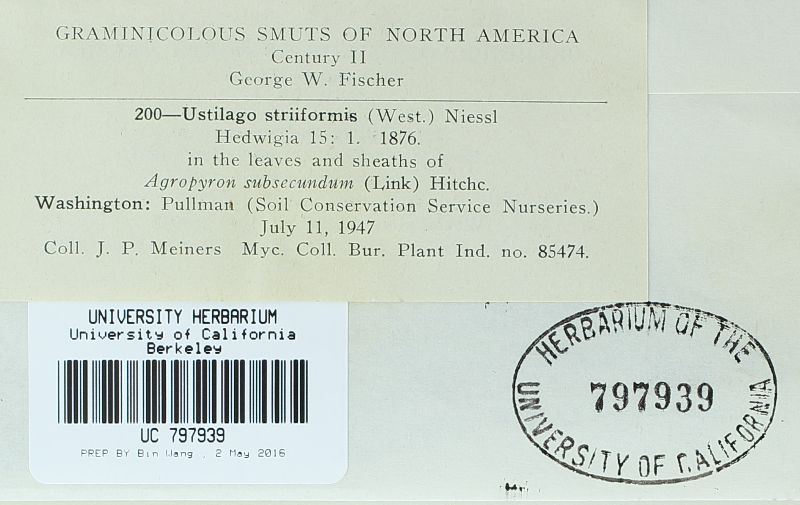 GRAMINICOLOUS SMUTS OF NORTH AMERICA
Century II
George W. Fischer
200—Ustilago striiformis (West.) Niessl
Hedwigia 15: 1. 1876.
in the leaves and sheaths of
Agropyron subsecundum (Link) Hitchc.
Washington: Pullman (Soil Conservation Service Nurseries.)
July 11, 1947
Coll. J. P. Meiners Myc. Coll. Bur. Plant Ind. no. 85474.
UNIVERSITY HERBARIUM
University of California
Berkeley
UC 797939
PREP BY Bin Wang , 2 May 2016
HERBARIUM OF THE
797939
UNIVERSITY OF CALIFORNIA